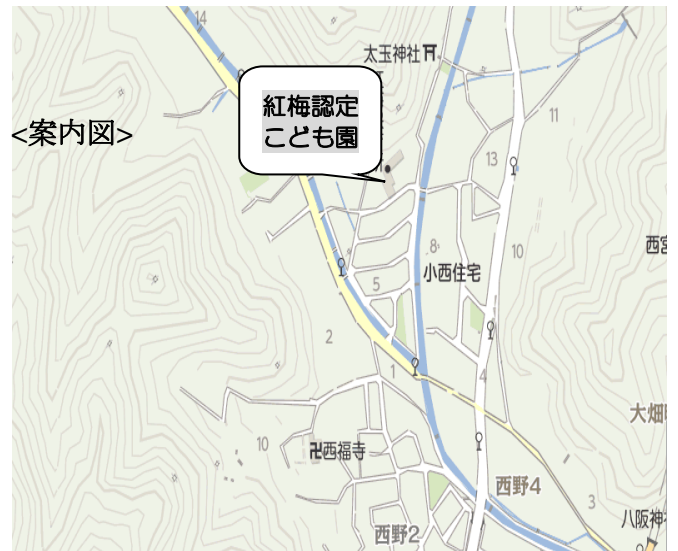 14
太玉神社
紅梅認定
こども園
<案内図>
11
13
8
10
西宮
小西住宅
5
2
1
4
大畑
10
卍西福寺
西野4
3
八阪神
西野2